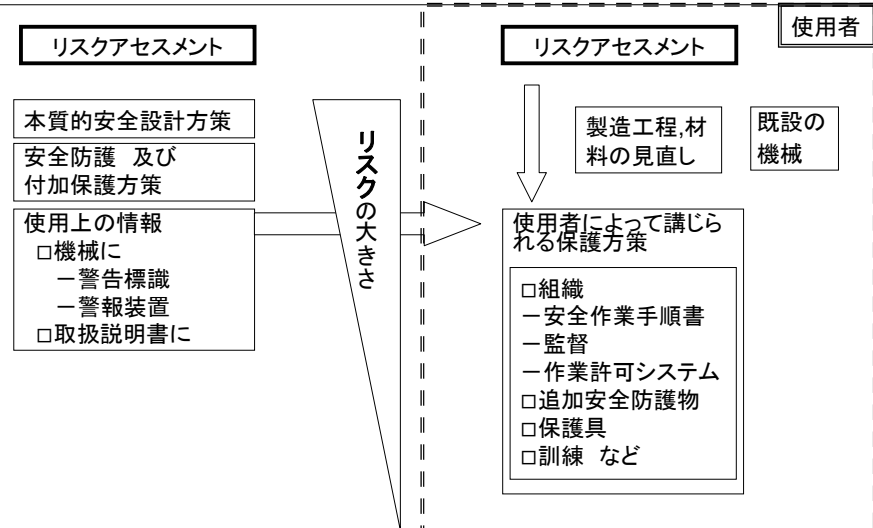 使用者
リスクアセスメント
本質的安全設計方策
安全防護 及び
付加保護方策
使用上の情報
□機械に
－警告標識
－警報装置
□取扱説明書に
リスクの大きさ
リスクアセスメント
製造工程,材
料の見直し
既設の
機械
使用者によって講じら
れる保護方策
□組織
－安全作業手順書
－監督
－作業許可システム
□追加安全防護物
□保護具
□訓練 など